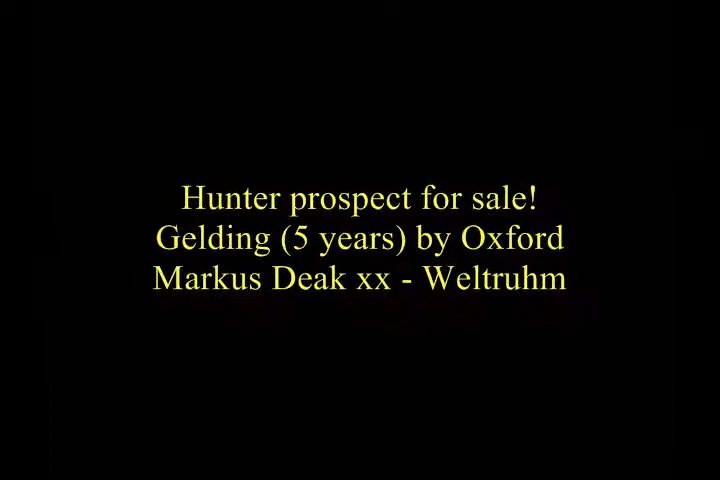 Hunter prospect for sale!
Gelding (5 years) by Oxford
Markus Deak xx - Weltruhm